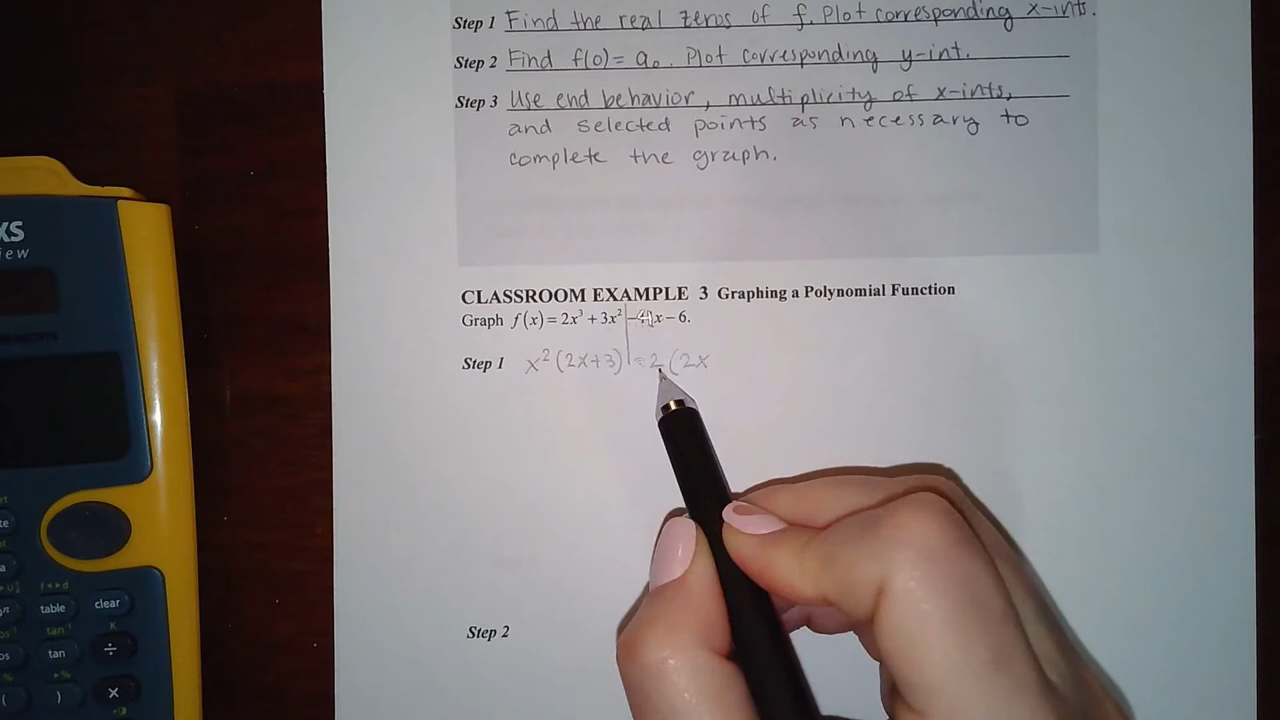 Step 1 Find the real zeros of f. Plot corresponding x-ints.
Step 2 Find f(0) = a₀. Plot corresponding y-int.
Step 3 Use end behavior, multiplicity of x-ints,
and selected points as necessary to
complete the graph.
CLASSROOM EXAMPLE 3 Graphing a Polynomial Function
Graph f(x) = 2x³ + 3x² – 4x – 6.
Step 1 x²(2x+3) - 2(2x
Step 2
table
clear
tan
÷
(
)
×